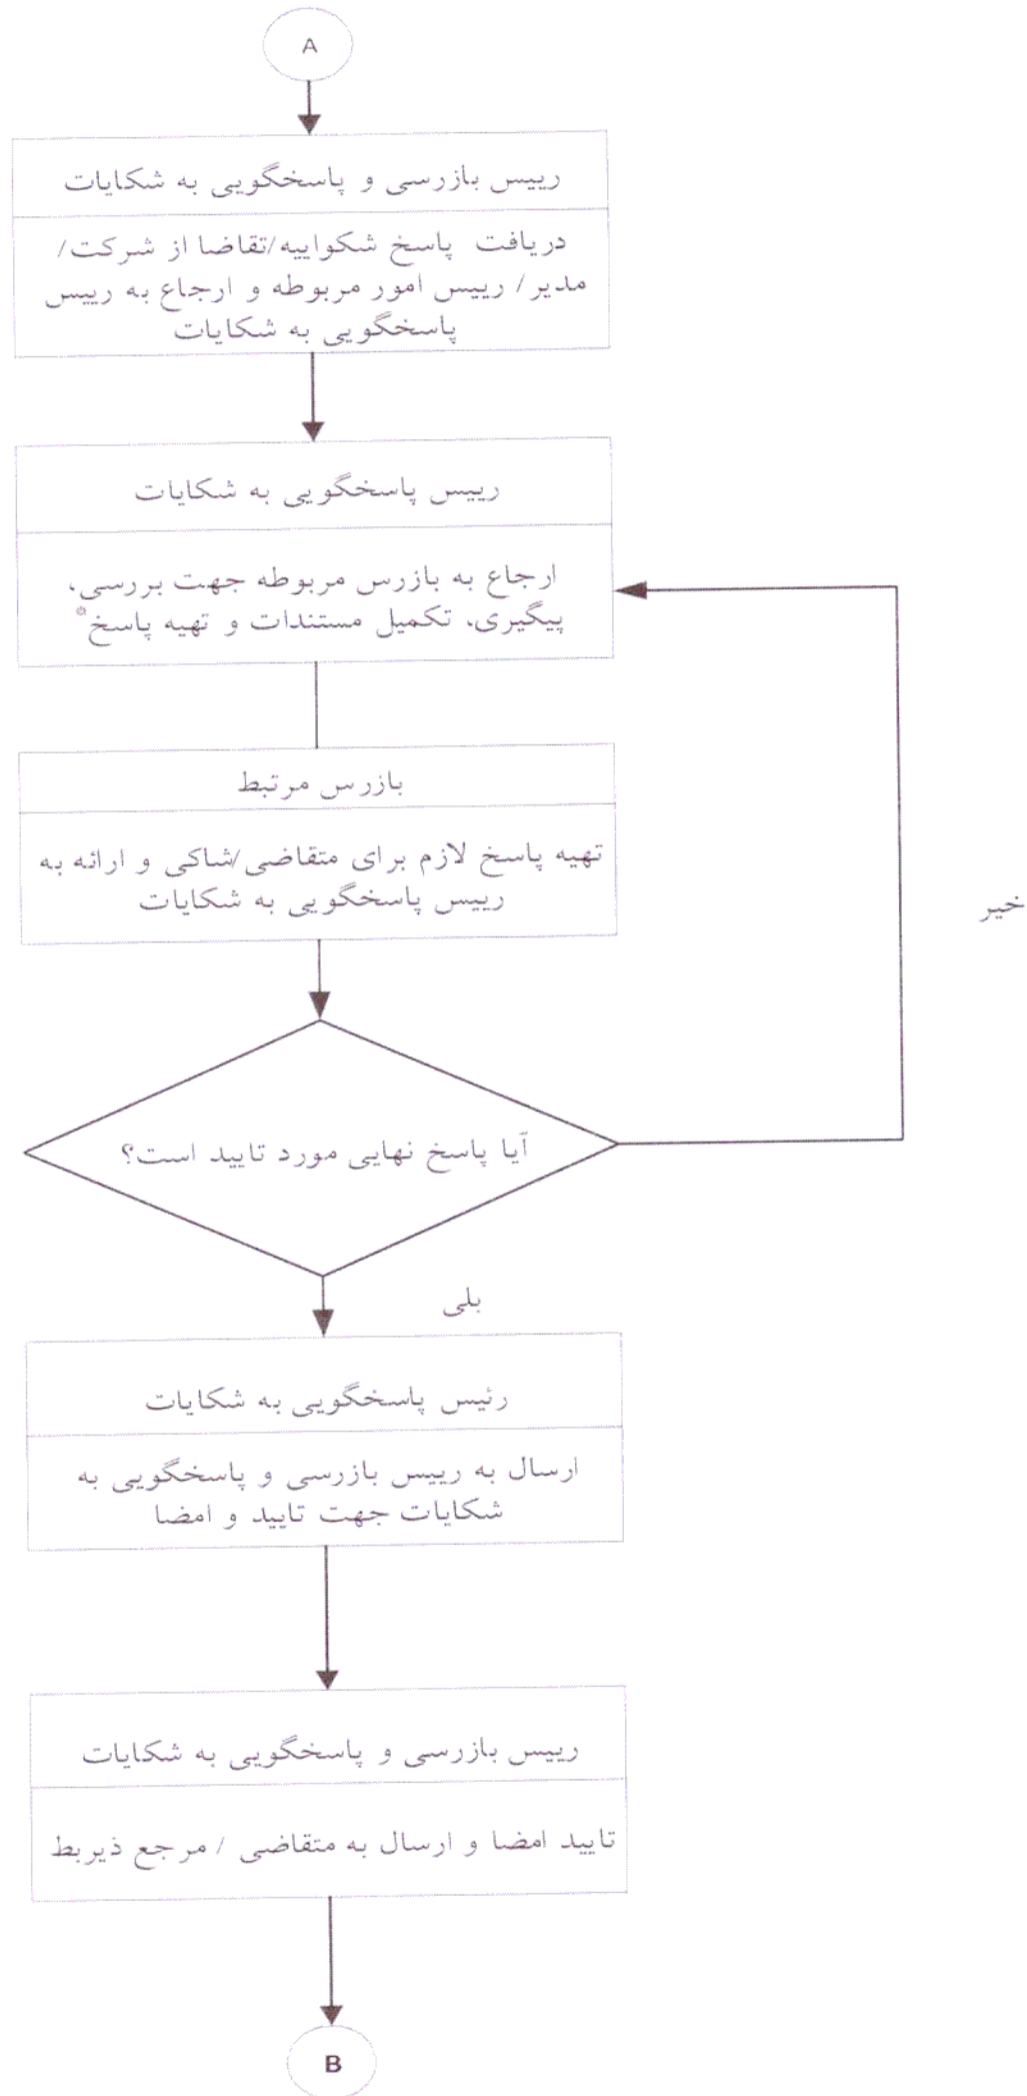 A
رییس بازرسی و پاسخگویی به شکایات
دریافت پاسخ شکواییه/تقاضا از شرکت/
مدیر/ رییس امور مربوطه و ارجاع به رییس
پاسخگویی به شکایات
رییس پاسخگویی به شکایات
ارجاع به بازرس مربوطه جهت بررسی،
پیگیری، تکمیل مستندات و تهیه پاسخ*
بازرس مرتبط
تهیه پاسخ لازم برای متقاضی/شاکی و ارائه به
رییس پاسخگویی به شکایات
خیر
آیا پاسخ نهایی مورد تایید است؟
بلی
رئیس پاسخگویی به شکایات
ارسال به رییس بازرسی و پاسخگویی به
شکایات جهت تایید و امضا
رییس بازرسی و پاسخگویی به شکایات
تایید امضا و ارسال به متقاضی / مرجع ذیربط
B